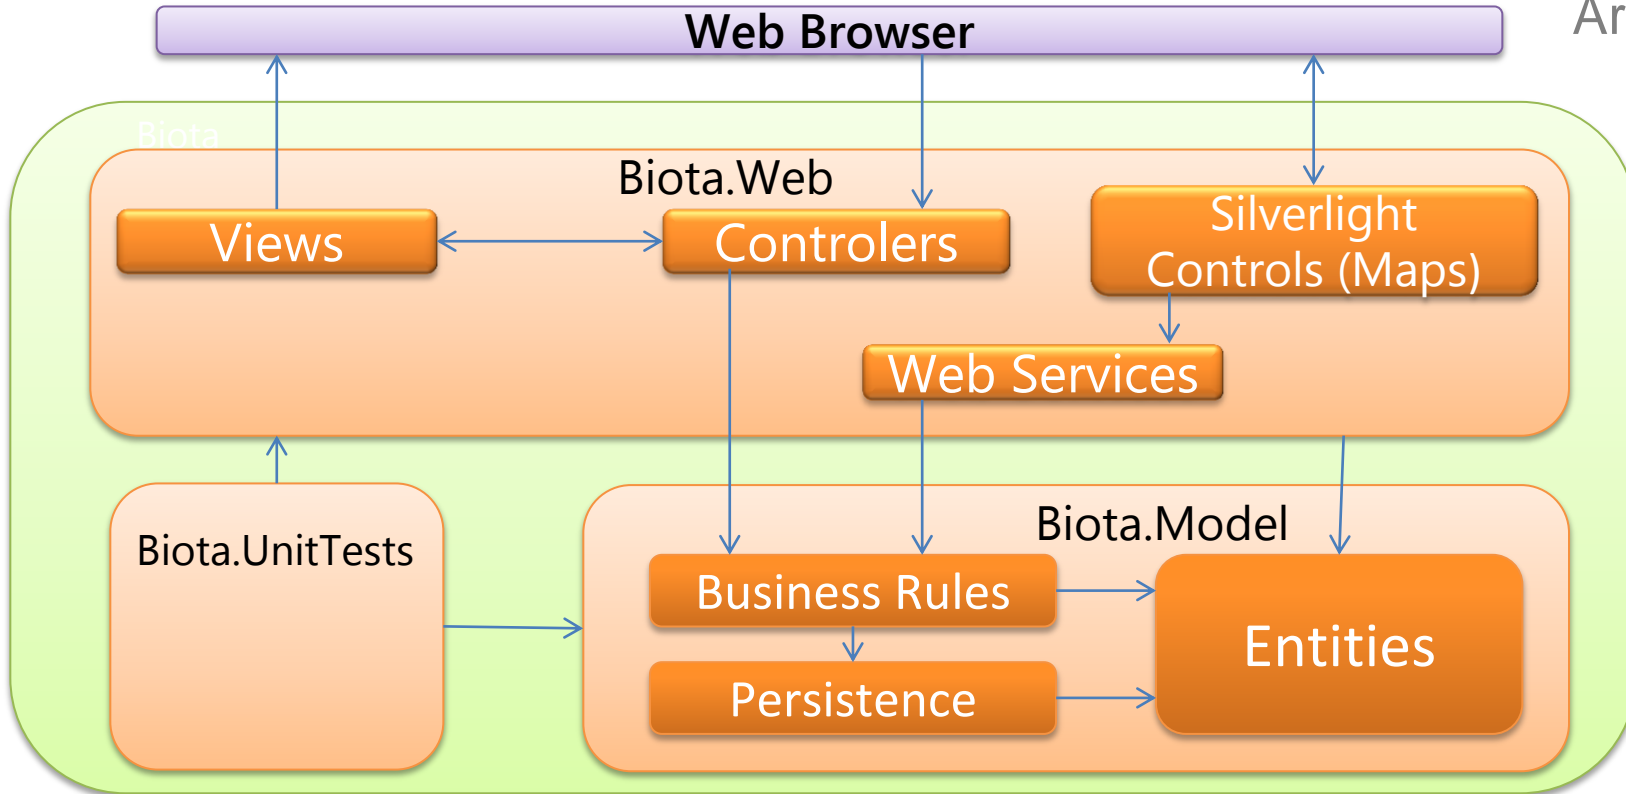 Web Browser
Ar
Biota
Biota.Web
Views
Controlers
Silverlight
Controls (Maps)
Web Services
Biota.UnitTests
Biota.Model
Business Rules
Entities
Persistence